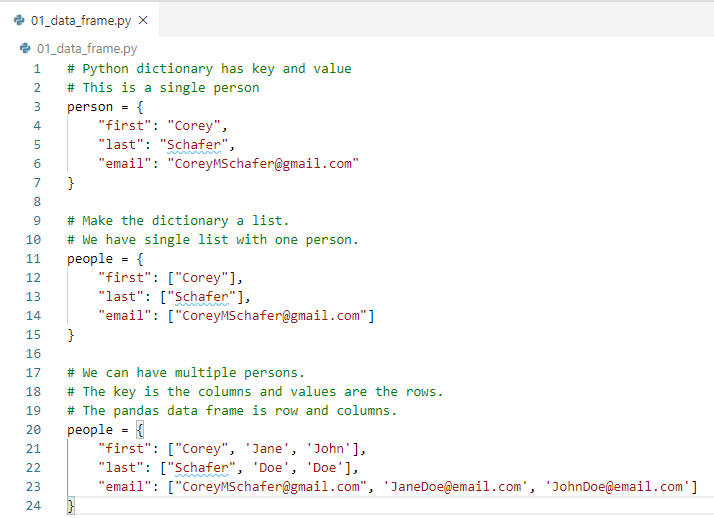 01_data_frame.py ×
01_data_frame.py
1 # Python dictionary has key and value
2 # This is a single person
3 person = {
4     "first": "Corey",
5     "last": "Schafer",
6     "email": "CoreyMSchafer@gmail.com"
7 }
8
9 # Make the dictionary a list.
10 # We have single list with one person.
11 people = {
12     "first": ["Corey"],
13     "last": ["Schafer"],
14     "email": ["CoreyMSchafer@gmail.com"]
15 }
16
17 # We can have multiple persons.
18 # The key is the columns and values are the rows.
19 # The pandas data frame is row and columns.
20 people = {
21     "first": ["Corey", 'Jane', 'John'],
22     "last": ["Schafer", 'Doe', 'Doe'],
23     "email": ["CoreyMSchafer@gmail.com", 'JaneDoe@email.com', 'JohnDoe@email.com']
24 }